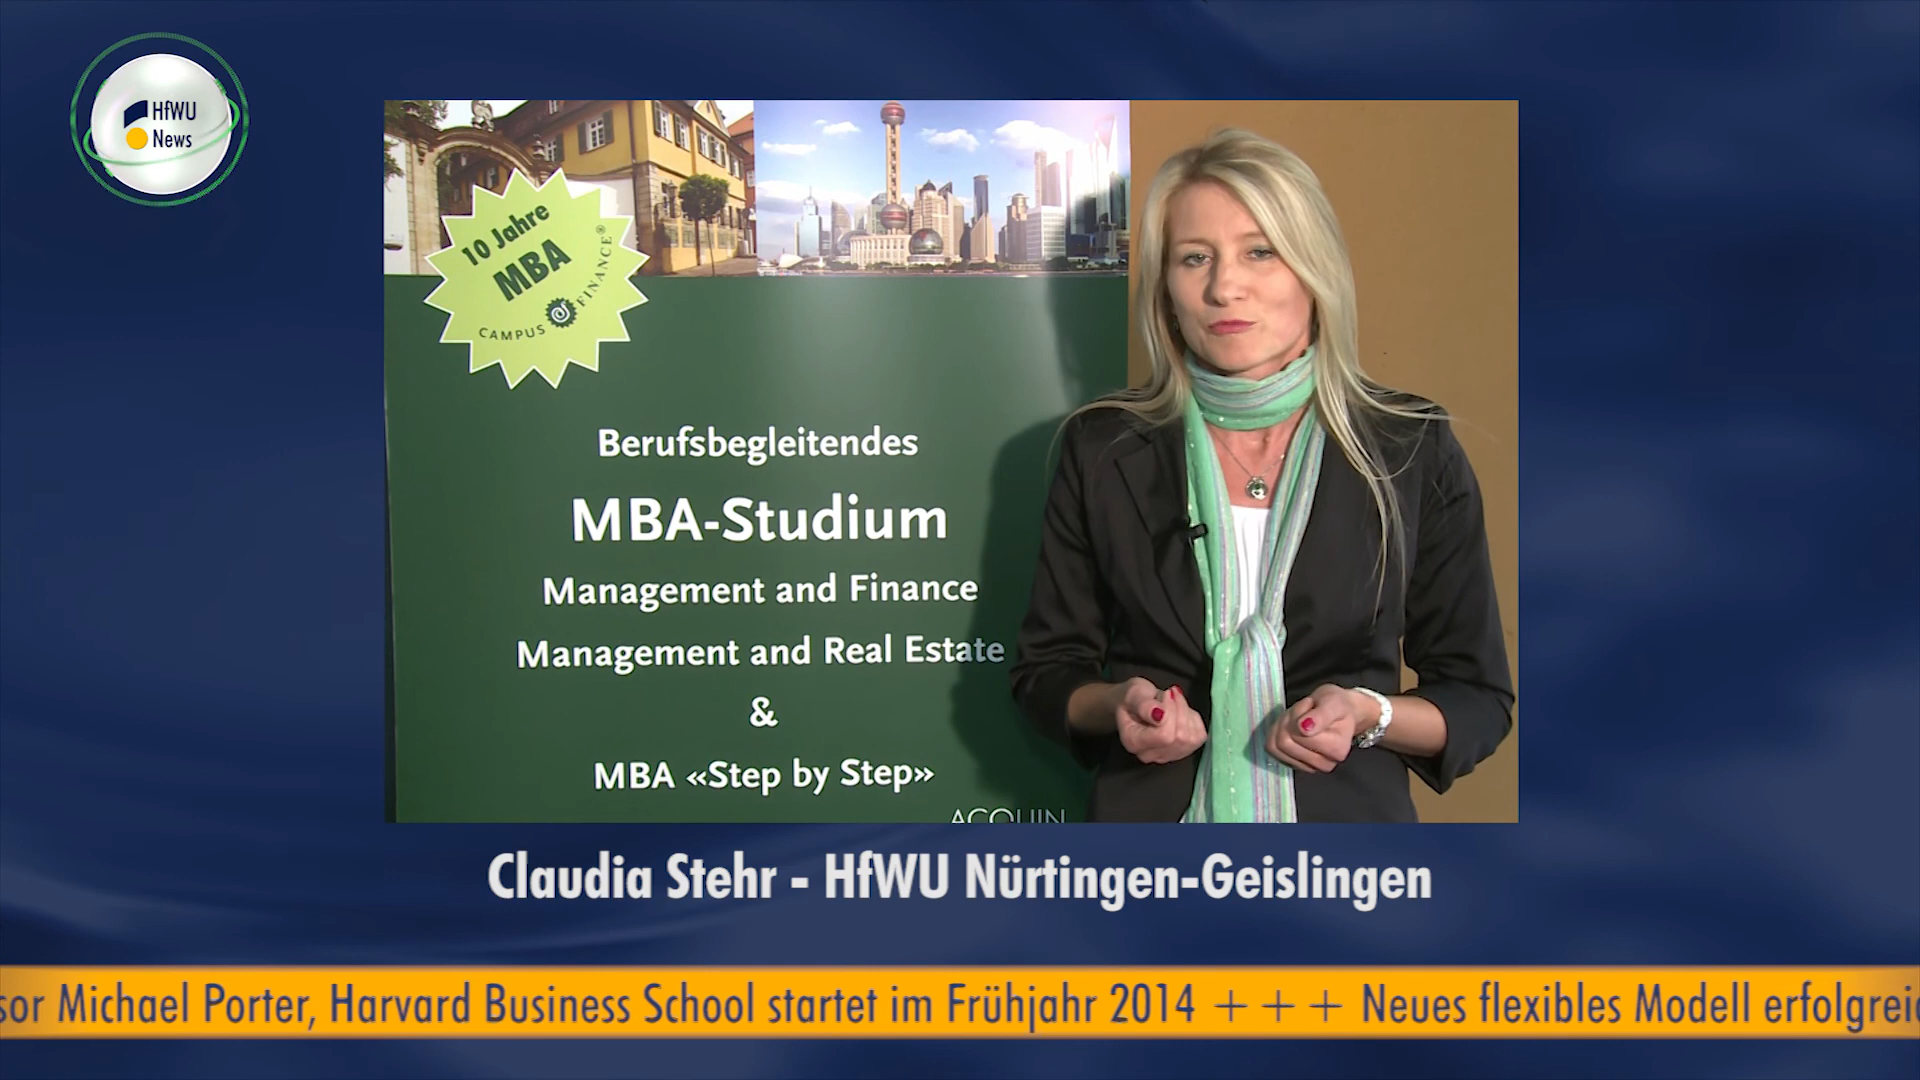 HfWU
News
10 Jahre
MBA
CAMPUS FINANCE®
Berufsbegleitendes
MBA-Studium
Management and Finance
Management and Real Estate
&
MBA «Step by Step»
ACQUIN
Claudia Stehr - HfWU Nürtingen-Geislingen
sor Michael Porter, Harvard Business School startet im Frühjahr 2014 +++ Neues flexibles Modell erfolgreic